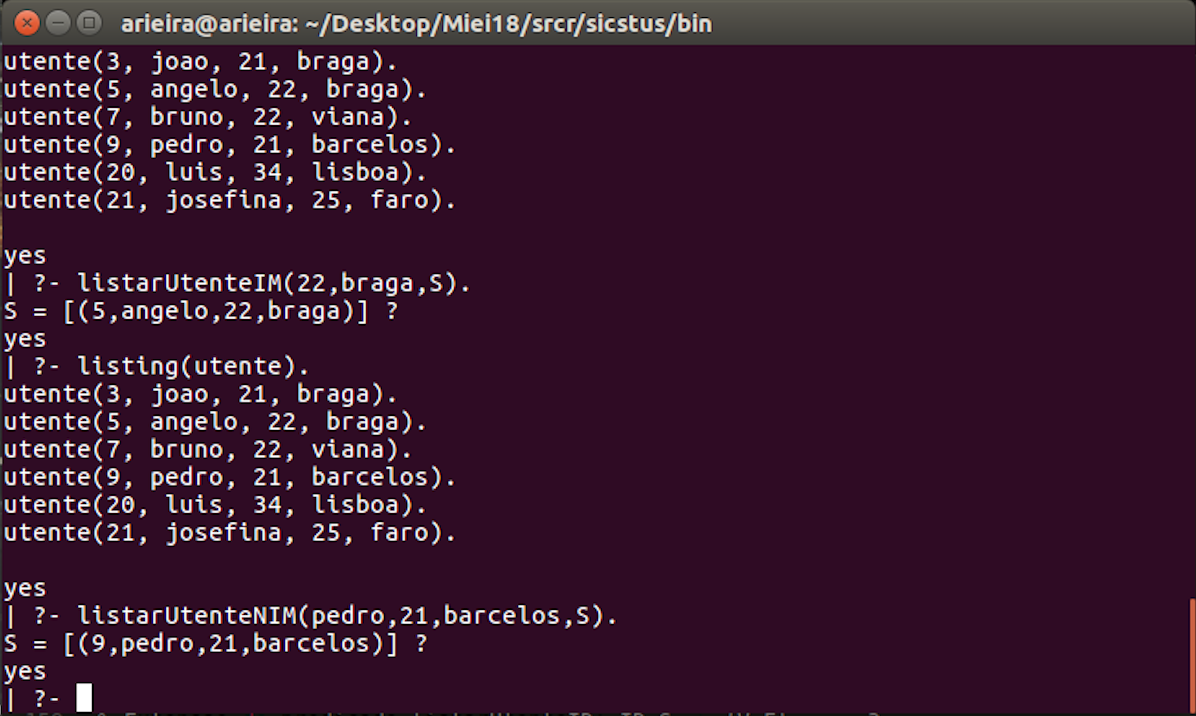 arieira@arieira: ~/Desktop/Miei18/srcr/sicstus/bin
utente(3, joao, 21, braga).
utente(5, angelo, 22, braga).
utente(7, bruno, 22, viana).
utente(9, pedro, 21, barcelos).
utente(20, luis, 34, lisboa).
utente(21, josefina, 25, faro).
yes
| ?- listarUtenteIM(22,braga,S).
S = [(5,angelo,22,braga)] ?
yes
| ?- listing(utente).
utente(3, joao, 21, braga).
utente(5, angelo, 22, braga).
utente(7, bruno, 22, viana).
utente(9, pedro, 21, barcelos).
utente(20, luis, 34, lisboa).
utente(21, josefina, 25, faro).
yes
| ?- listarUtenteNIM(pedro,21,barcelos,S).
S = [(9,pedro,21,barcelos)] ?
yes
| ?-